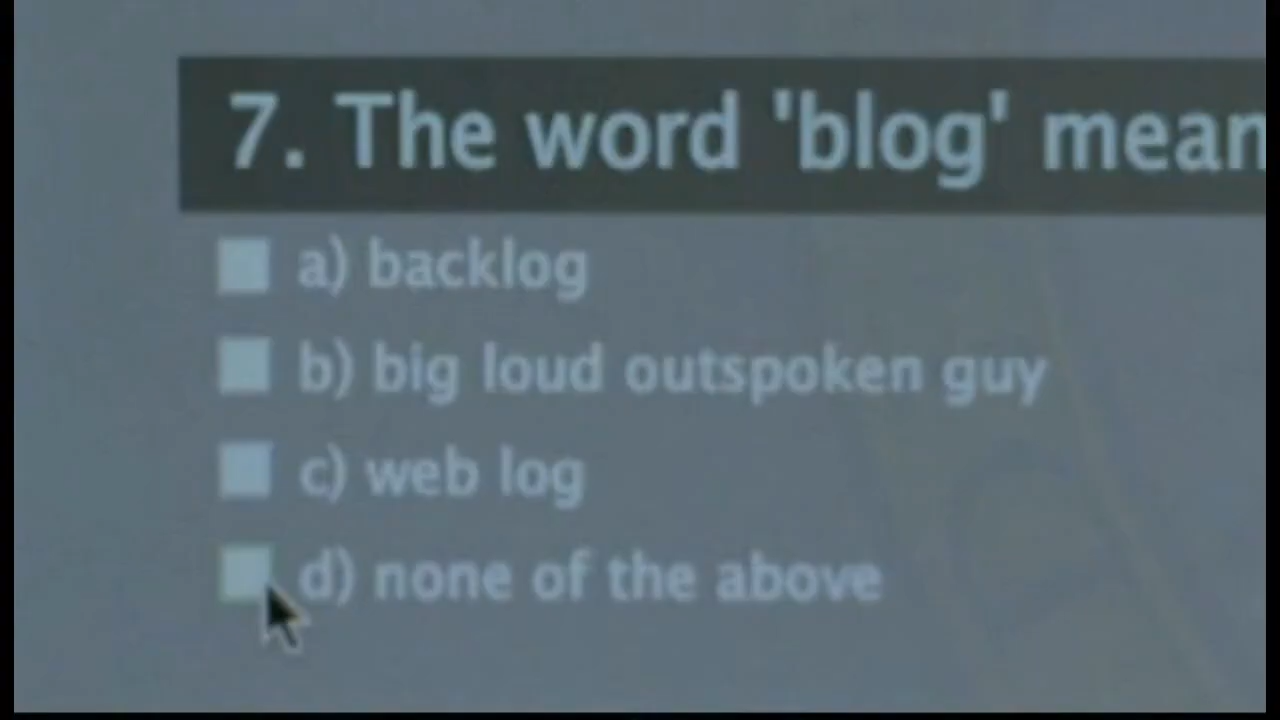 7. The word 'blog' mean
a) backlog
b) big loud outspoken guy
c) web log
d) none of the above